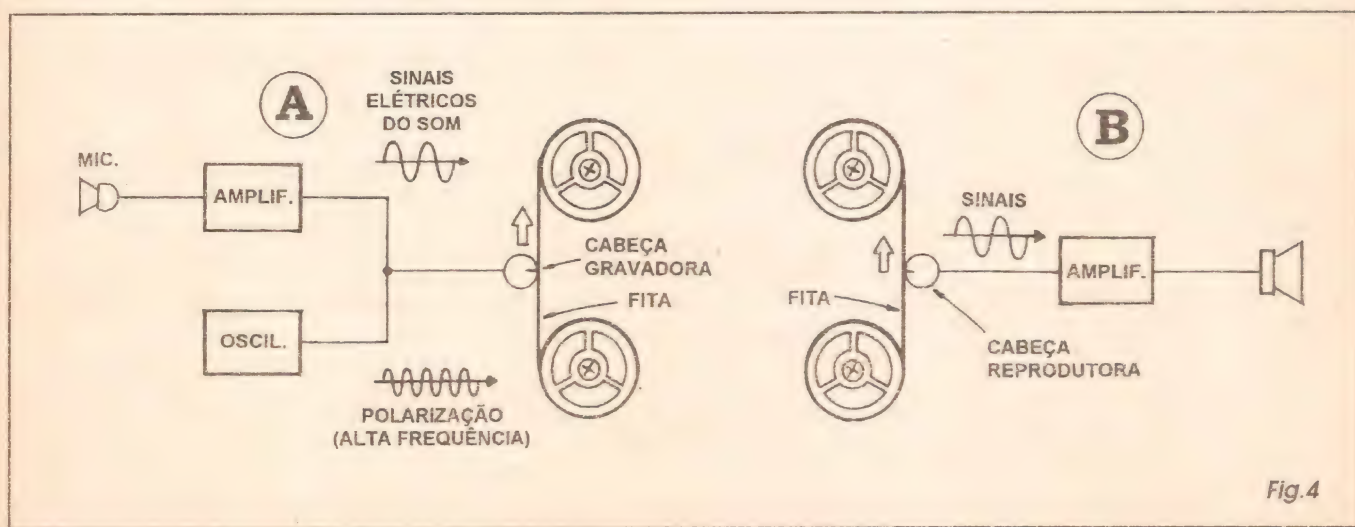 A
SINAIS
ELÉTRICOS
DO SOM
MIC.
AMPLIF.
OSCIL.
CABEÇA
GRAVADORA
FITA
POLARIZAÇÃO
(ALTA FREQUÊNCIA)
B
SINAIS
AMPLIF.
FITA
CABEÇA
REPRODUTORA
Fig.4